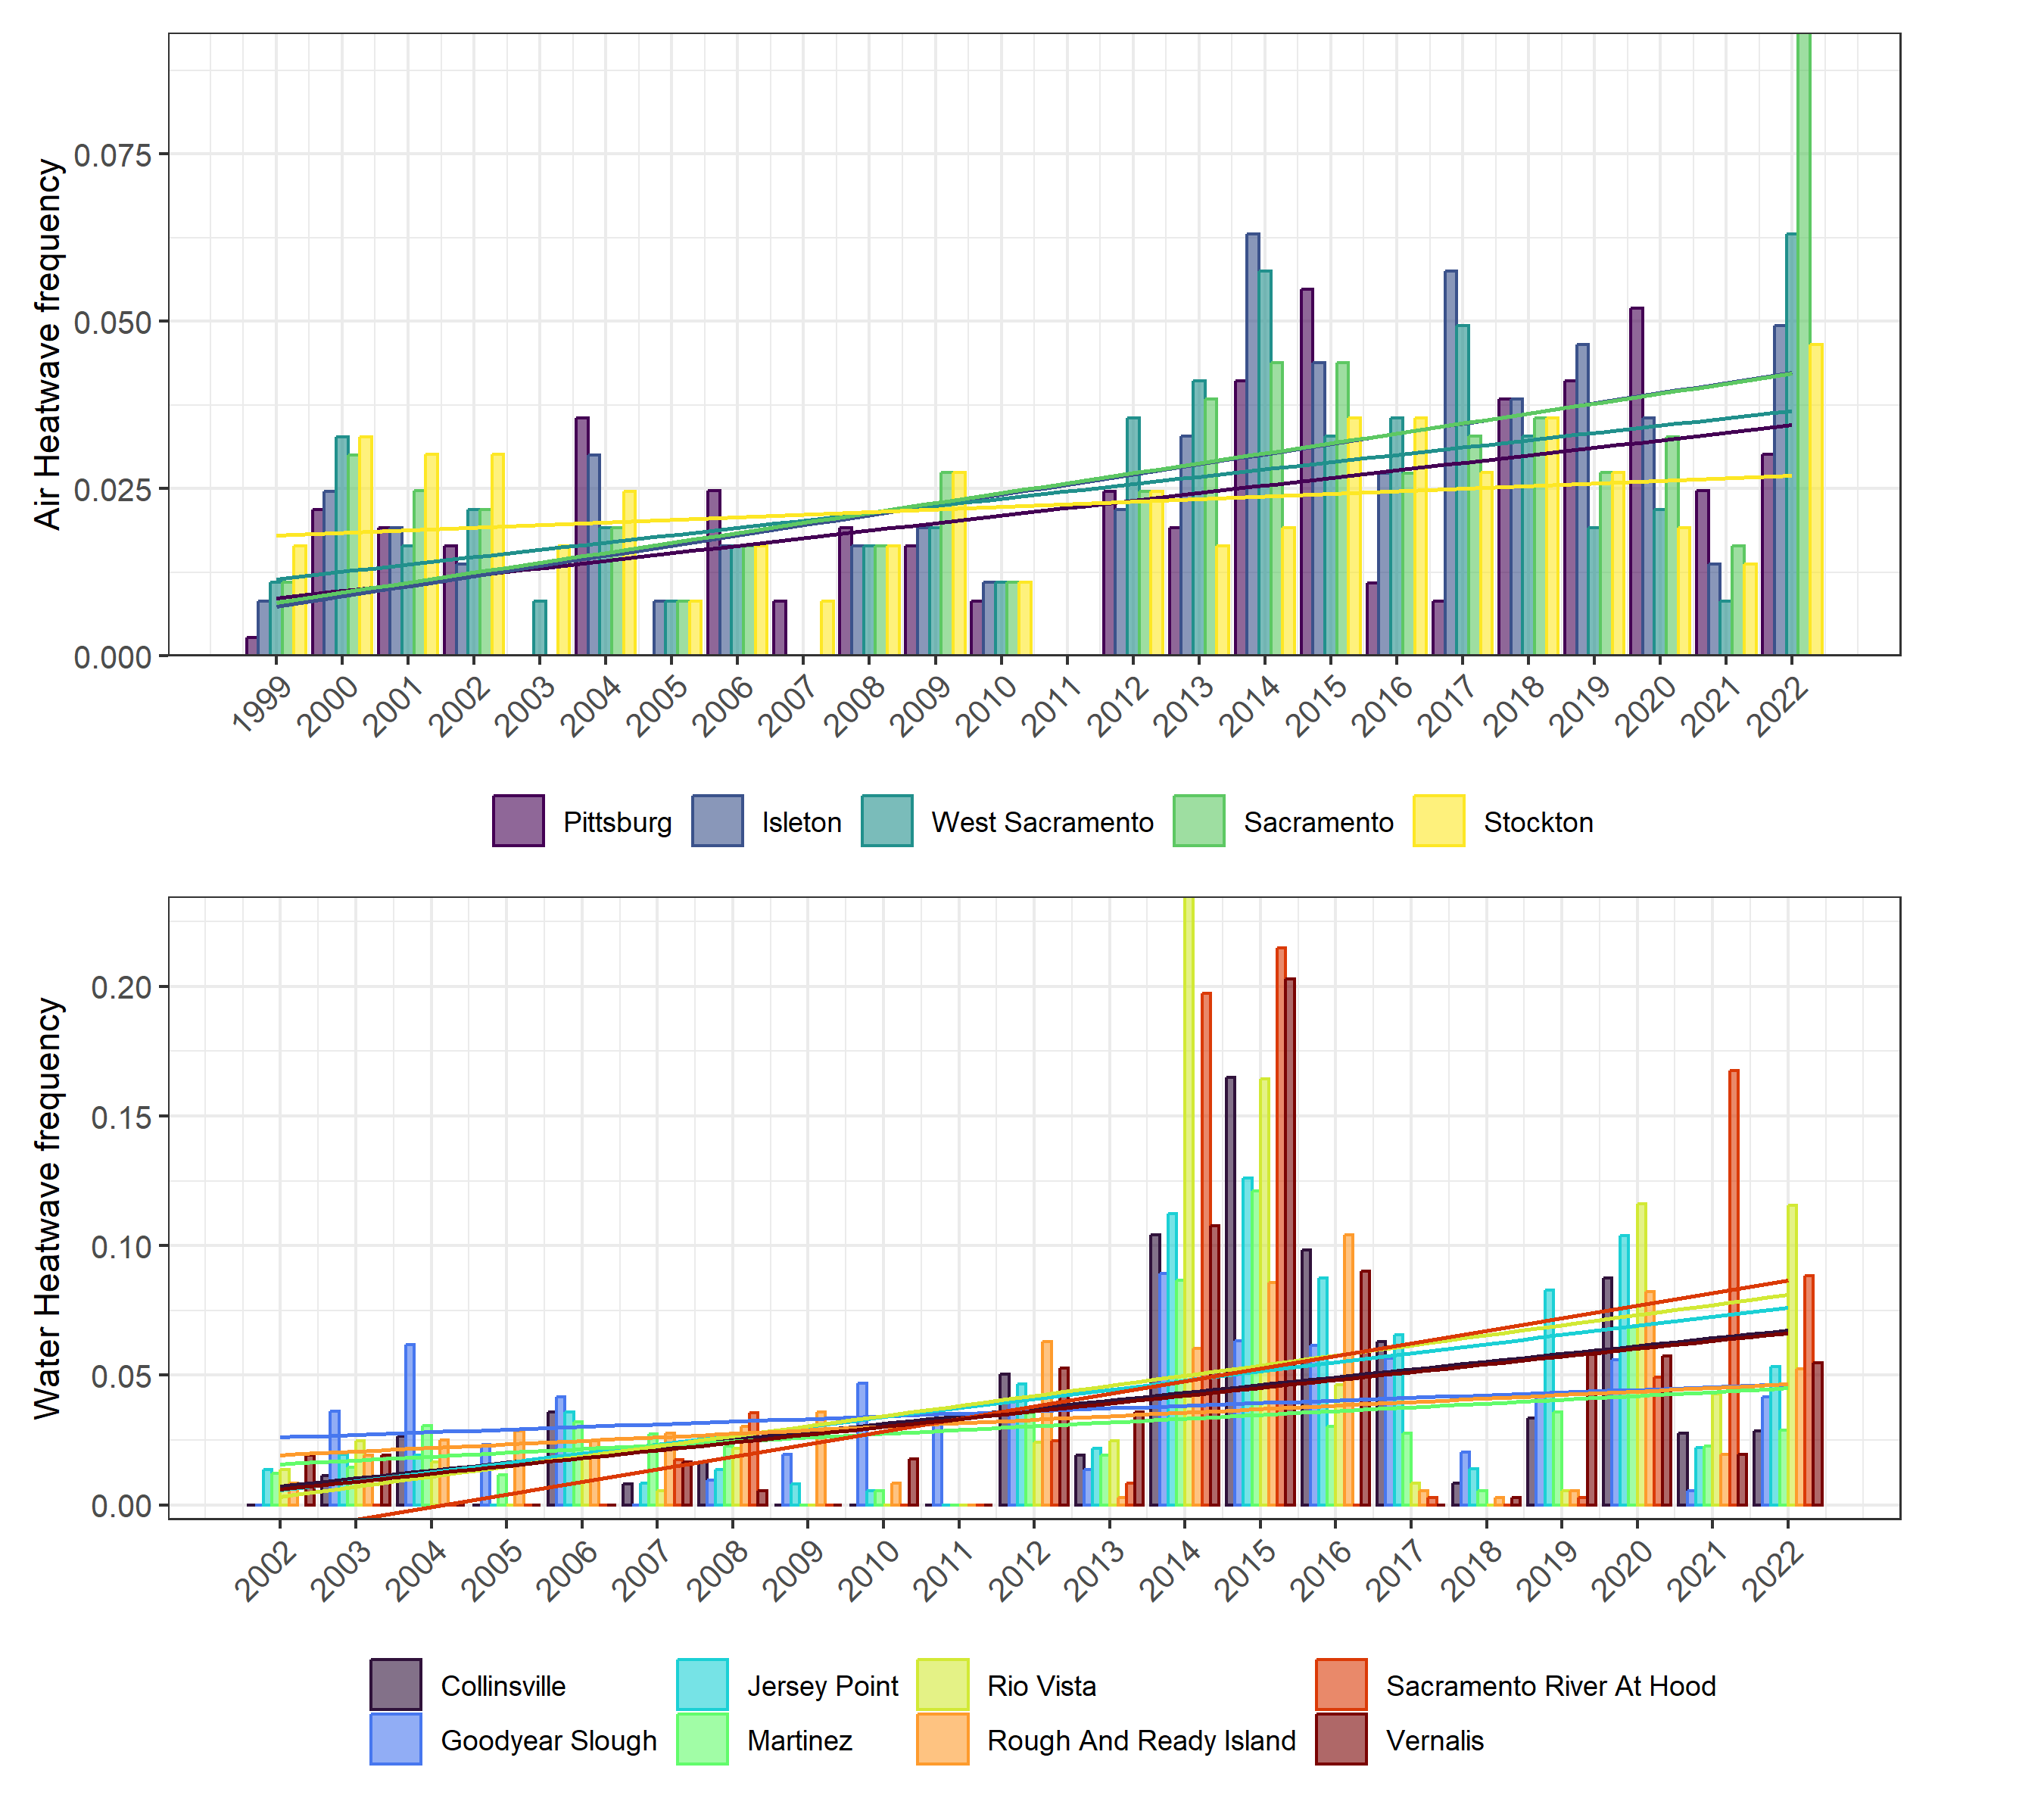 Air Heatwave frequency
0.075
0.050
0.025
0.000
1999 2000 2001 2002 2003 2004 2005 2006 2007 2008 2009 2010 2011 2012 2013 2014 2015 2016 2017 2018 2019 2020 2021 2022
Pittsburg Isleton West Sacramento Sacramento Stockton
Water Heatwave frequency
0.20
0.15
0.10
0.05
0.00
2002 2003 2004 2005 2006 2007 2008 2009 2010 2011 2012 2013 2014 2015 2016 2017 2018 2019 2020 2021 2022
Collinsville Jersey Point Rio Vista Sacramento River At Hood
Goodyear Slough Martinez Rough And Ready Island Vernalis